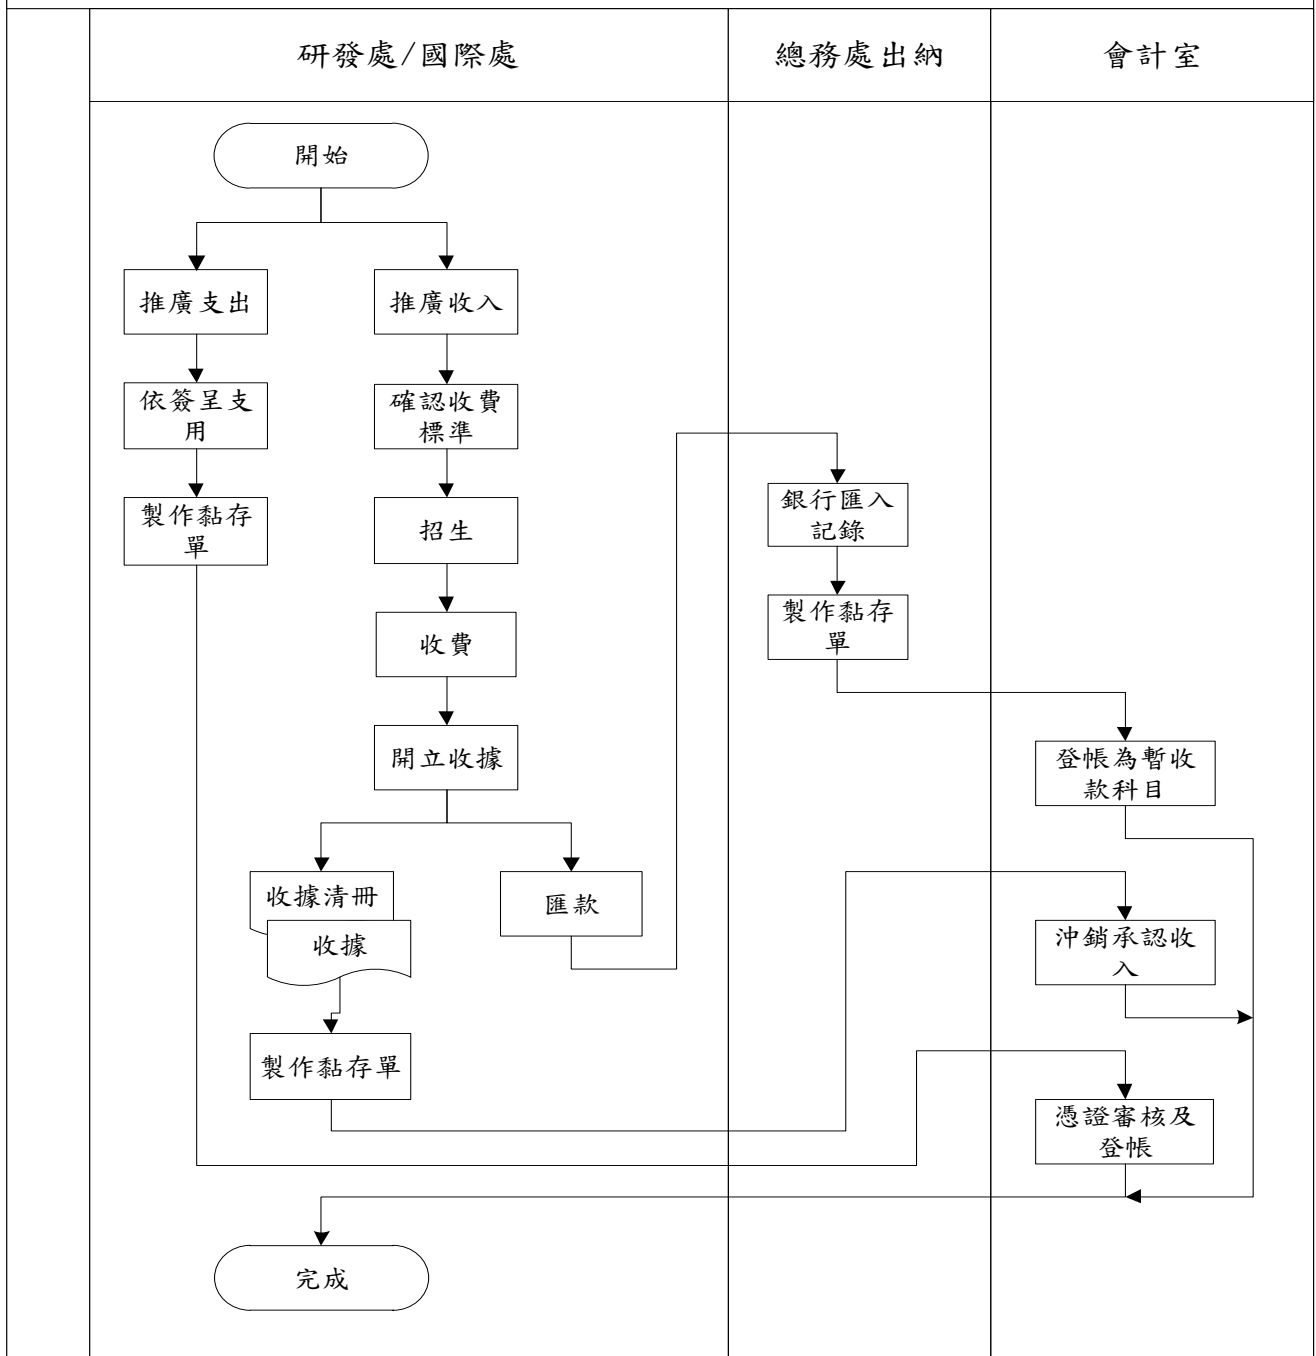 研發處/國際處
總務處出納
會計室
開始
推廣支出
推廣收入
依簽呈支
用
確認收費
標準
製作黏存
單
招生
銀行匯入
記錄
收費
製作黏存
單
開立收據
登帳為暫收
款科目
收據清冊
收據
匯款
沖銷承認收
入
製作黏存單
憑證審核及
登帳
完成